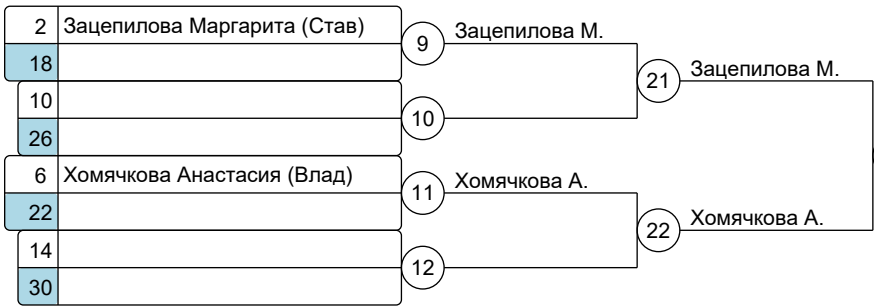 2 Зацепилова Маргарита (Став)
9 Зацепилова М.
18
21 Зацепилова М.
10
10
26
6 Хомячкова Анастасия (Влад)
11 Хомячкова А.
22
22 Хомячкова А.
14
12
30